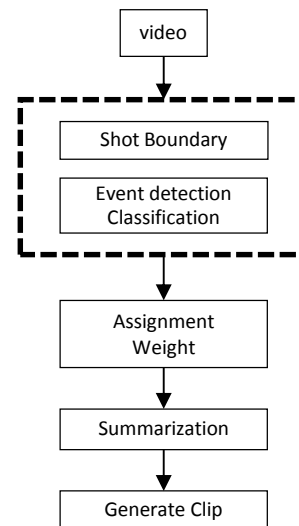 video
Shot Boundary
Event detection
Classification
Assignment
Weight
Summarization
Generate Clip